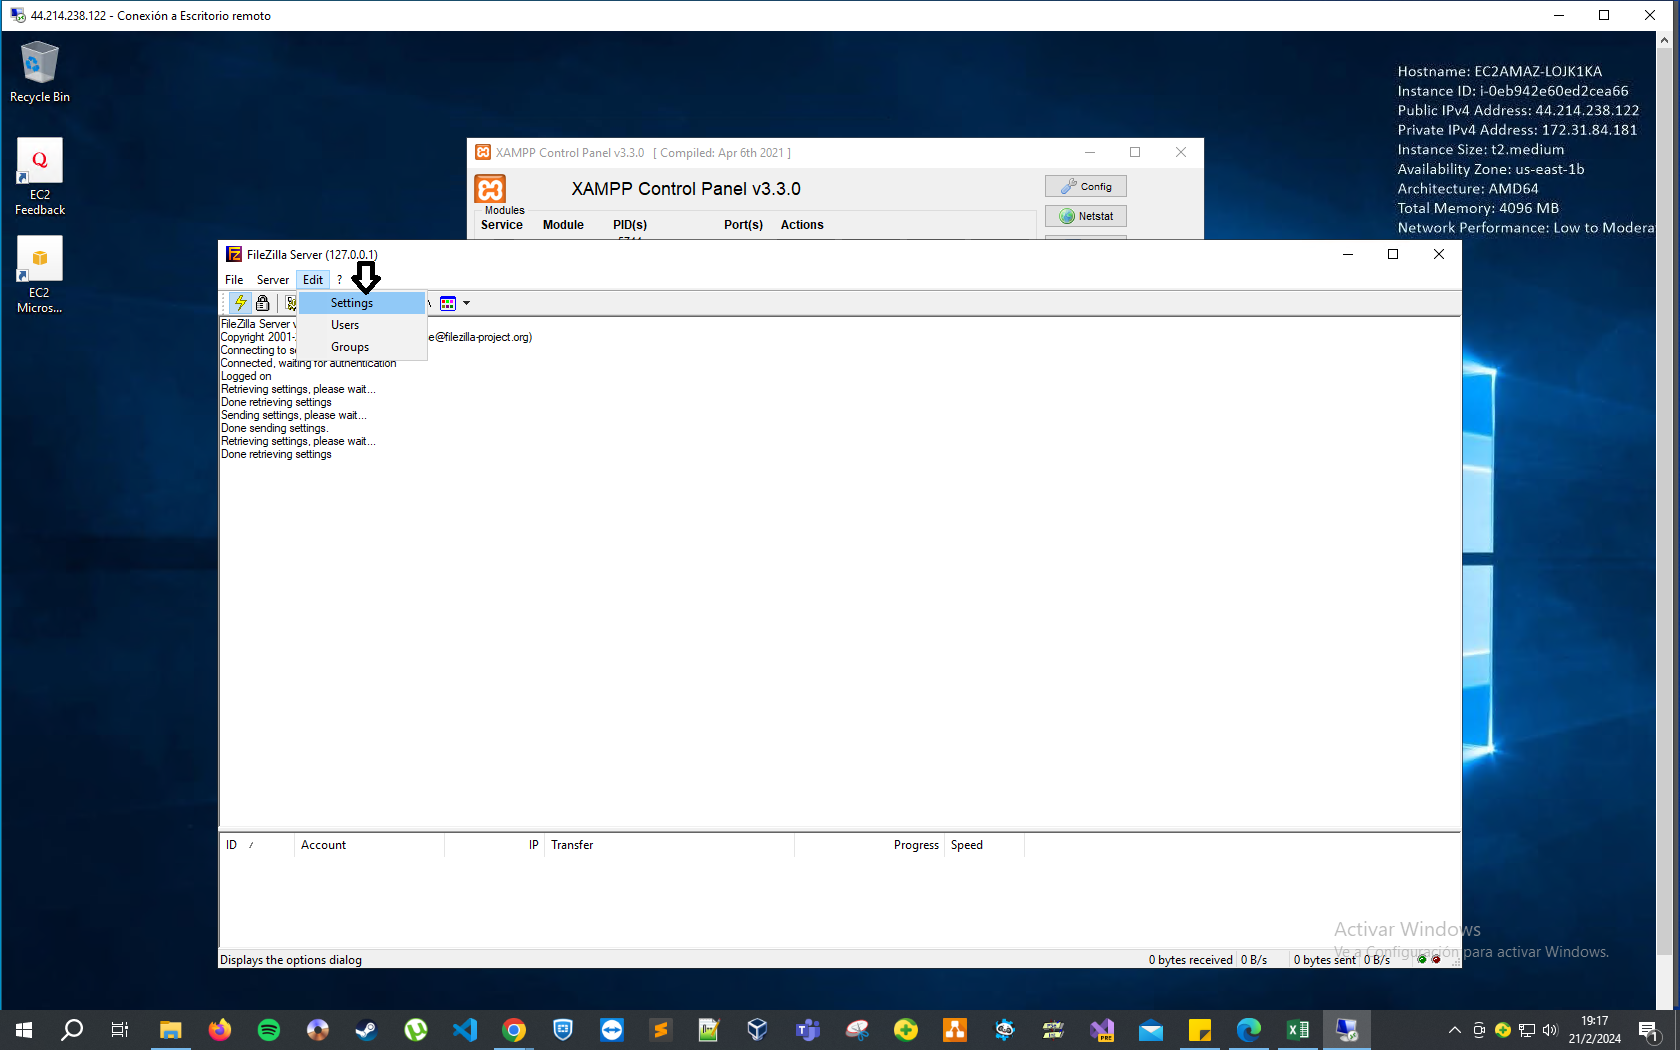 44.214.238.122 - Conexión a Escritorio remoto
Recycle Bin
EC2
Feedback
EC2
Micros...
Hostname: EC2AMAZ-LOJK1KA
Instance ID: i-0eb942e60ed2cea66
Public IPv4 Address: 44.214.238.122
Private IPv4 Address: 172.31.84.181
Instance Size: t2.medium
Availability Zone: us-east-1b
Architecture: AMD64
Total Memory: 4096 MB
Network Performance: Low to Modera
XAMPP Control Panel v3.3.0 [ Compiled: Apr 6th 2021 ]
XAMPP Control Panel v3.3.0
Config
Netstat
Modules
Service Module PID(s) Port(s) Actions
FileZilla Server (127.0.0.1)
File Server Edit ?
Settings
Users
Groups
FileZilla Server v
Copyright 2001- e@filezilla-project.org)
Connecting to se
Connected, waiting for authentication
Logged on
Retrieving settings, please wait...
Done retrieving settings
Sending settings, please wait...
Done sending settings.
Retrieving settings, please wait...
Done retrieving settings
ID / Account IP Transfer Progress Speed
Activar Windows
Ve a Configuración para activar Windows.
Displays the options dialog 0 bytes received 0 B/s 0 bytes sent 0 B/s
19:17
21/2/2024